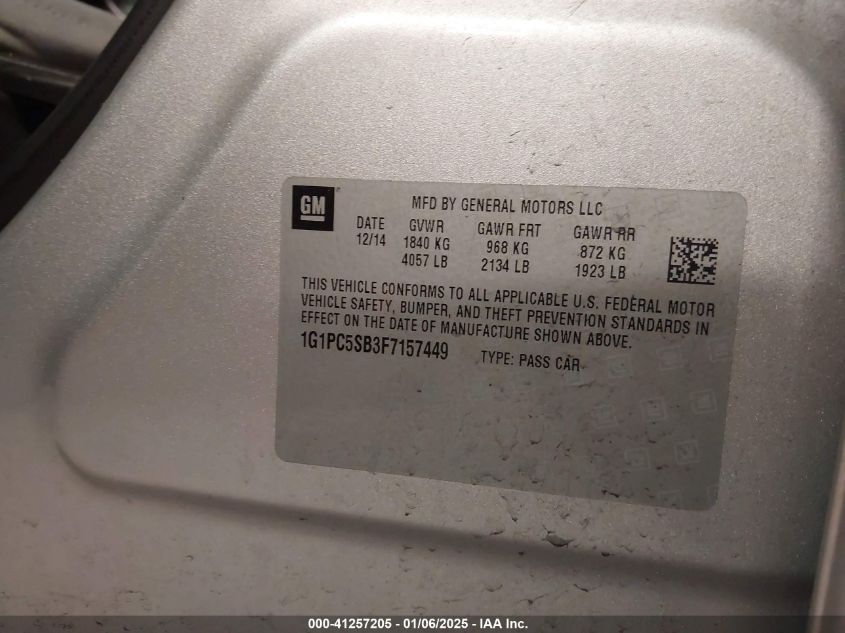 GM
MFD BY GENERAL MOTORS LLC
DATE GVWR GAWR FRT GAWR RR
12/14 1840 KG 968 KG 872 KG
4057 LB 2134 LB 1923 LB
THIS VEHICLE CONFORMS TO ALL APPLICABLE U.S. FEDERAL MOTOR
VEHICLE SAFETY, BUMPER, AND THEFT PREVENTION STANDARDS IN
EFFECT ON THE DATE OF MANUFACTURE SHOWN ABOVE.
1G1PC5SB3F7157449 TYPE: PASS CAR
000-41257205 - 01/06/2025 - IAA Inc.